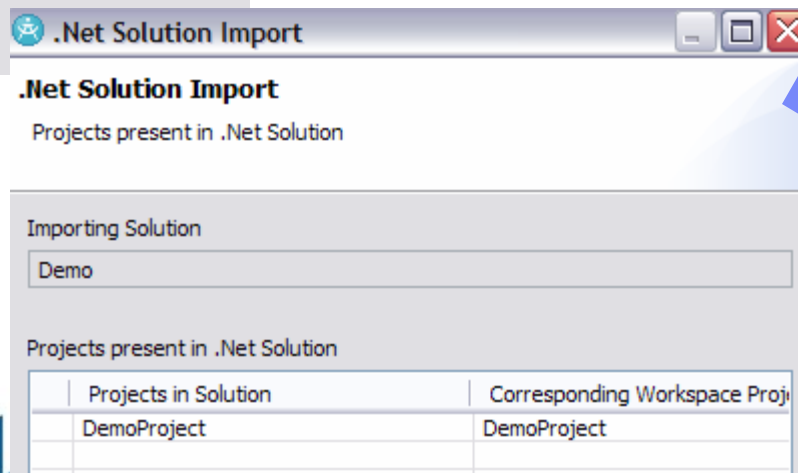 .Net Solution Import
.Net Solution Import
Projects present in .Net Solution
Importing Solution
Demo
Projects present in .Net Solution
Projects in Solution Corresponding Workspace Proj
DemoProject DemoProject